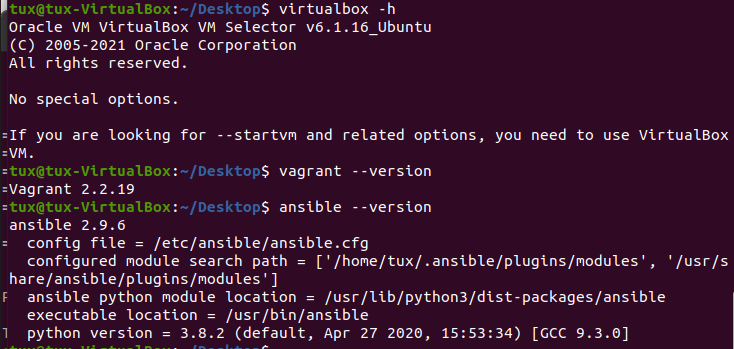 tux@tux-VirtualBox:~/Desktop$ virtualbox -h
Oracle VM VirtualBox VM Selector v6.1.16_Ubuntu
(C) 2005-2021 Oracle Corporation
All rights reserved.
No special options.
If you are looking for --startvm and related options, you need to use VirtualBox
VM.
tux@tux-VirtualBox:~/Desktop$ vagrant --version
Vagrant 2.2.19
tux@tux-VirtualBox:~/Desktop$ ansible --version
ansible 2.9.6
  config file = /etc/ansible/ansible.cfg
  configured module search path = ['/home/tux/.ansible/plugins/modules', '/usr/s
hare/ansible/plugins/modules']
  ansible python module location = /usr/lib/python3/dist-packages/ansible
  executable location = /usr/bin/ansible
  python version = 3.8.2 (default, Apr 27 2020, 15:53:34) [GCC 9.3.0]
tux@tux-VirtualBox:~/Desktop$